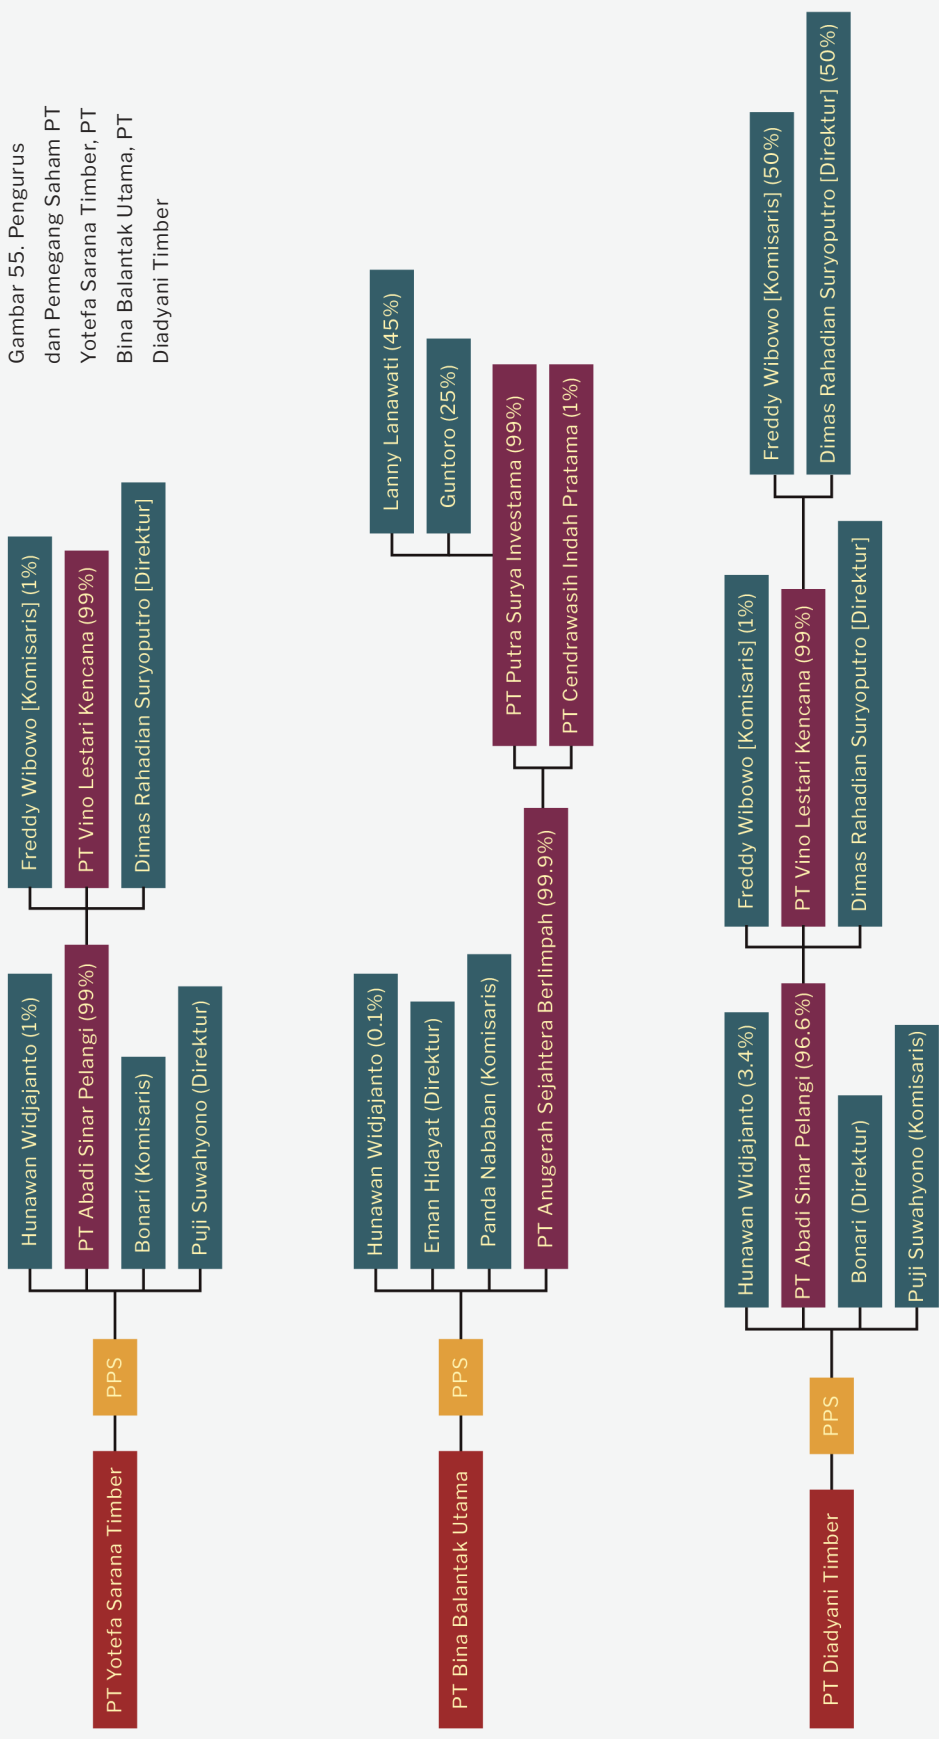 Gambar 55. Pengurus
dan Pemegang Saham PT
Yotefa Sarana Timber, PT
Bina Balantak Utama, PT
Diadyani Timber
PT Yotefa Sarana Timber
PPS
Hunawan Widjajanto (1%)
PT Abadi Sinar Pelangi (99%)
Bonari (Komisaris)
Puji Suwahyono (Direktur)
Freddy Wibowo [Komisaris] (1%)
PT Vino Lestari Kencana (99%)
Dimas Rahadian Suryoputro [Direktur]
PT Bina Balantak Utama
PPS
Hunawan Widjajanto (0.1%)
Eman Hidayat (Direktur)
Panda Nababan (Komisaris)
PT Anugerah Sejahtera Berlimpah (99.9%)
PT Putra Surya Investama (99%)
PT Cendrawasih Indah Pratama (1%)
Lanny Lanawati (45%)
Guntoro (25%)
PT Diadyani Timber
PPS
Hunawan Widjajanto (3.4%)
PT Abadi Sinar Pelangi (96.6%)
Bonari (Direktur)
Puji Suwahyono (Komisaris)
Freddy Wibowo [Komisaris] (1%)
PT Vino Lestari Kencana (99%)
Dimas Rahadian Suryoputro [Direktur]
Freddy Wibowo [Komisaris] (50%)
Dimas Rahadian Suryoputro [Direktur] (50%)